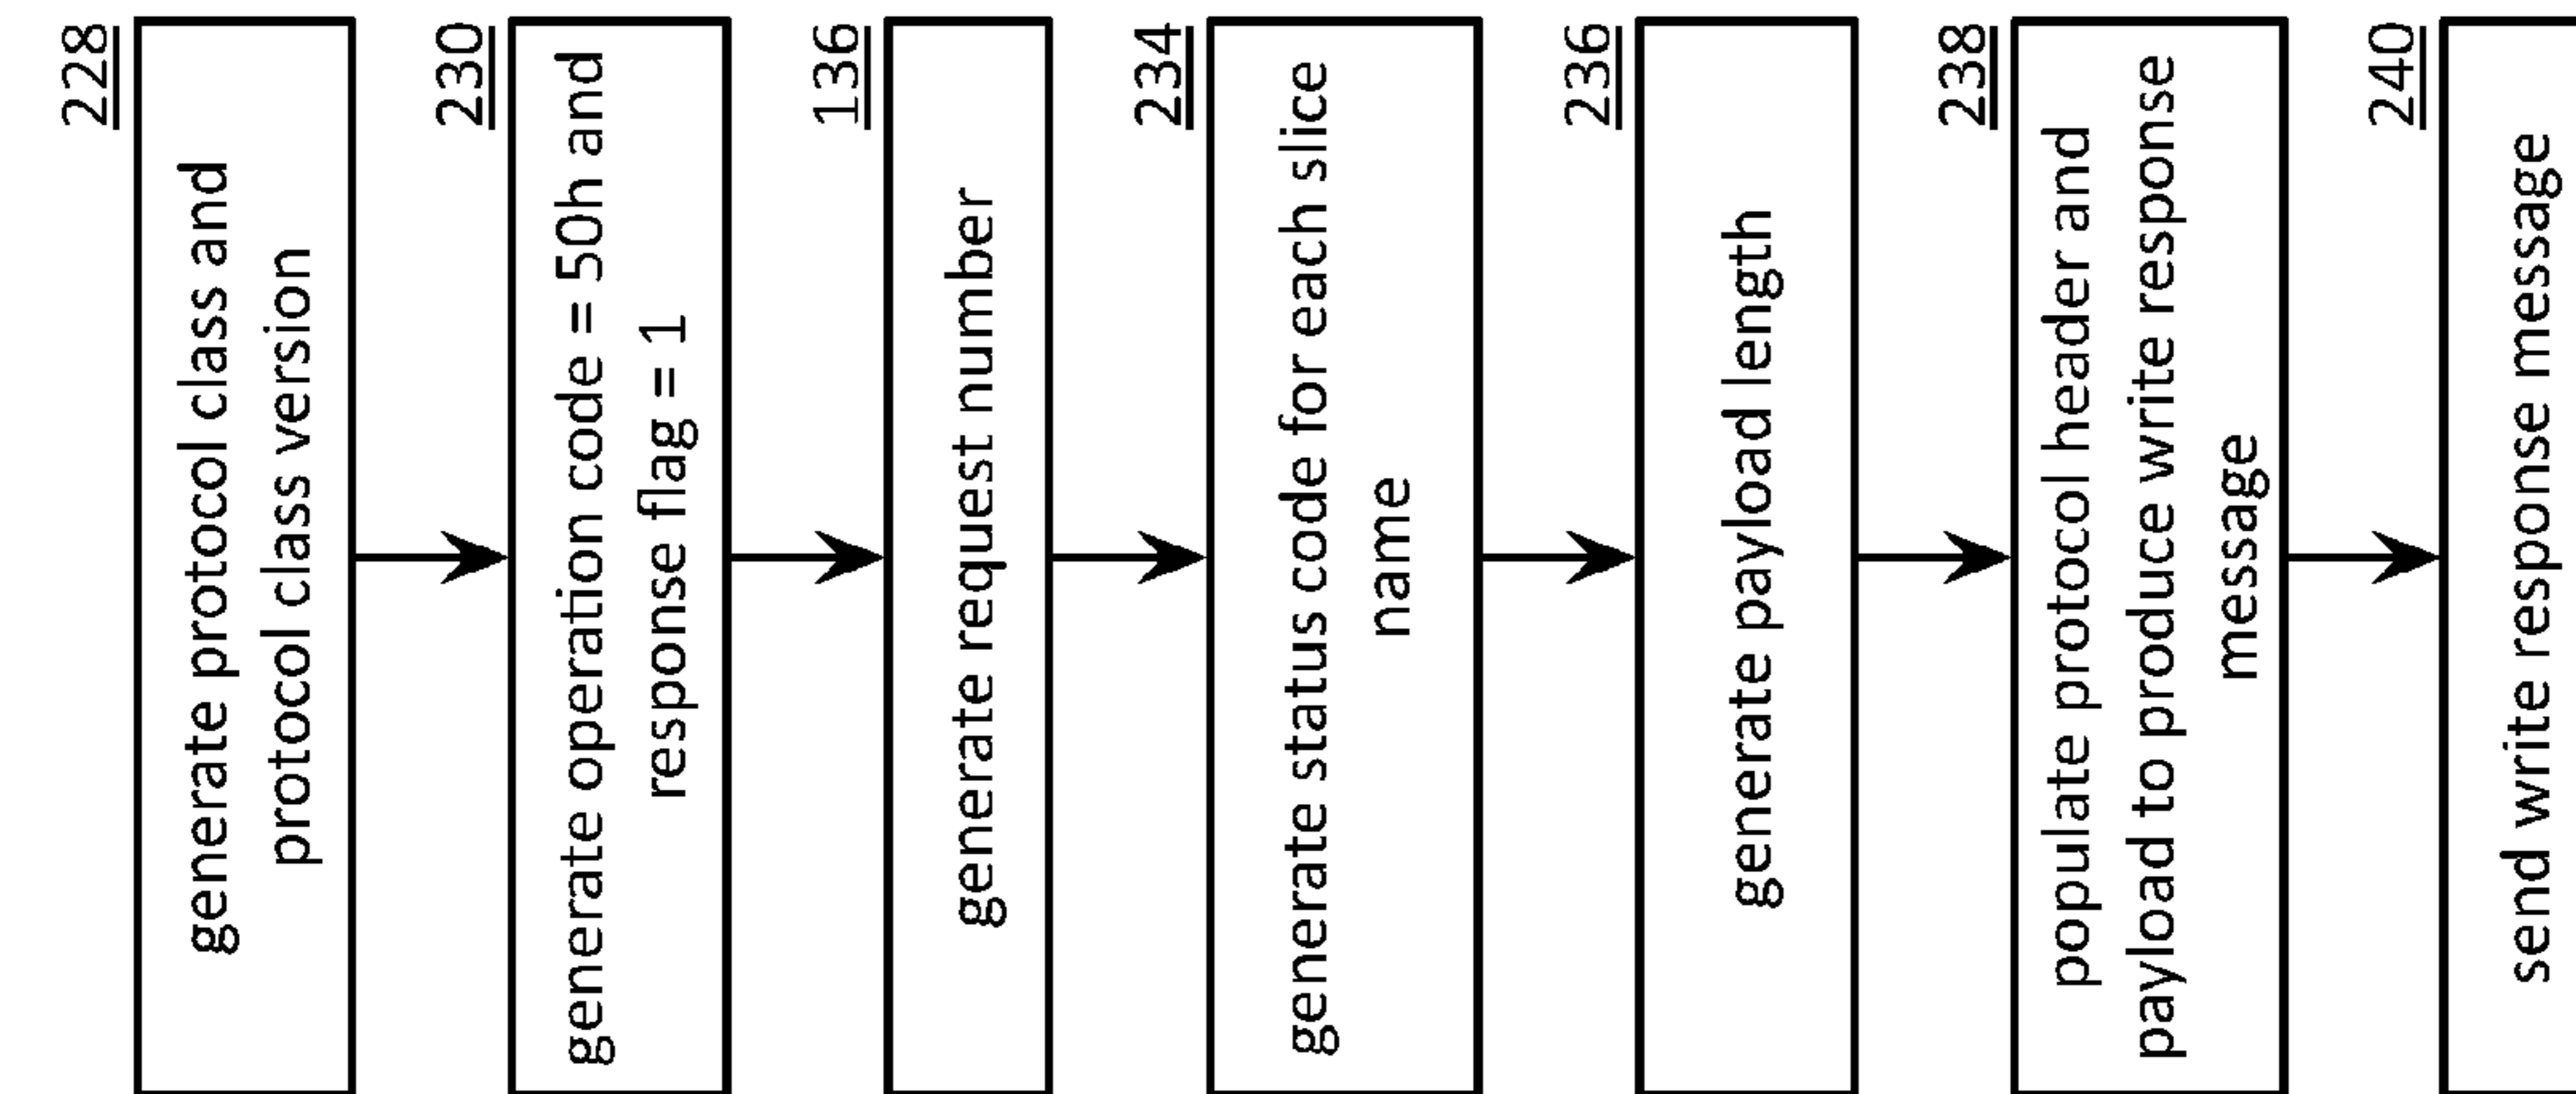 228
generate protocol class and
protocol class version
230
generate operation code = 50h and
response flag = 1
136
generate request number
234
generate status code for each slice
name
236
generate payload length
238
populate protocol header and
payload to produce write response
message
240
send write response message